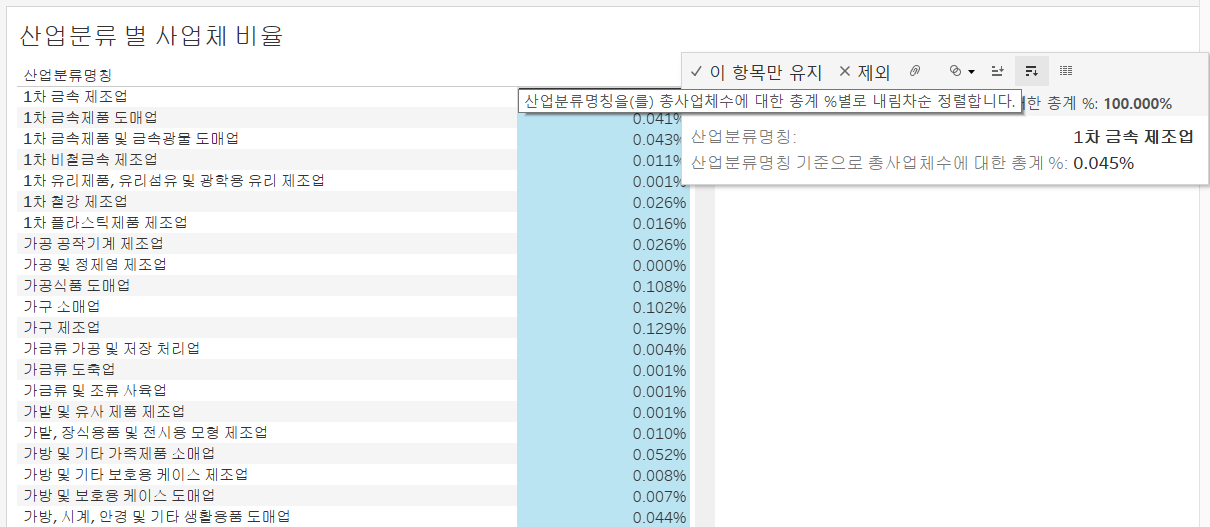 산업분류 별 사업체 비율
산업분류명칭
✓ 이 항목만 유지 ✕ 제외
산업분류명칭을(를) 총사업체수에 대한 총계 %별로 내림차순 정렬합니다.
한 총계 %: 100.000%
산업분류명칭: 1차 금속 제조업
산업분류명칭 기준으로 총사업체수에 대한 총계 %: 0.045%
1차 금속 제조업
1차 금속제품 도매업 0.041%
1차 금속제품 및 금속광물 도매업 0.043%
1차 비철금속 제조업 0.011%
1차 유리제품, 유리섬유 및 광학용 유리 제조업 0.001%
1차 철강 제조업 0.026%
1차 플라스틱제품 제조업 0.016%
가공 공작기계 제조업 0.026%
가공 및 정제염 제조업 0.000%
가공식품 도매업 0.108%
가구 소매업 0.102%
가구 제조업 0.129%
가금류 가공 및 저장 처리업 0.004%
가금류 도축업 0.001%
가금류 및 조류 사육업 0.001%
가발 및 유사 제품 제조업 0.001%
가발, 장식용품 및 전시용 모형 제조업 0.010%
가방 및 기타 가죽제품 소매업 0.052%
가방 및 기타 보호용 케이스 제조업 0.008%
가방 및 보호용 케이스 도매업 0.007%
가방, 시계, 안경 및 기타 생활용품 도매업 0.044%